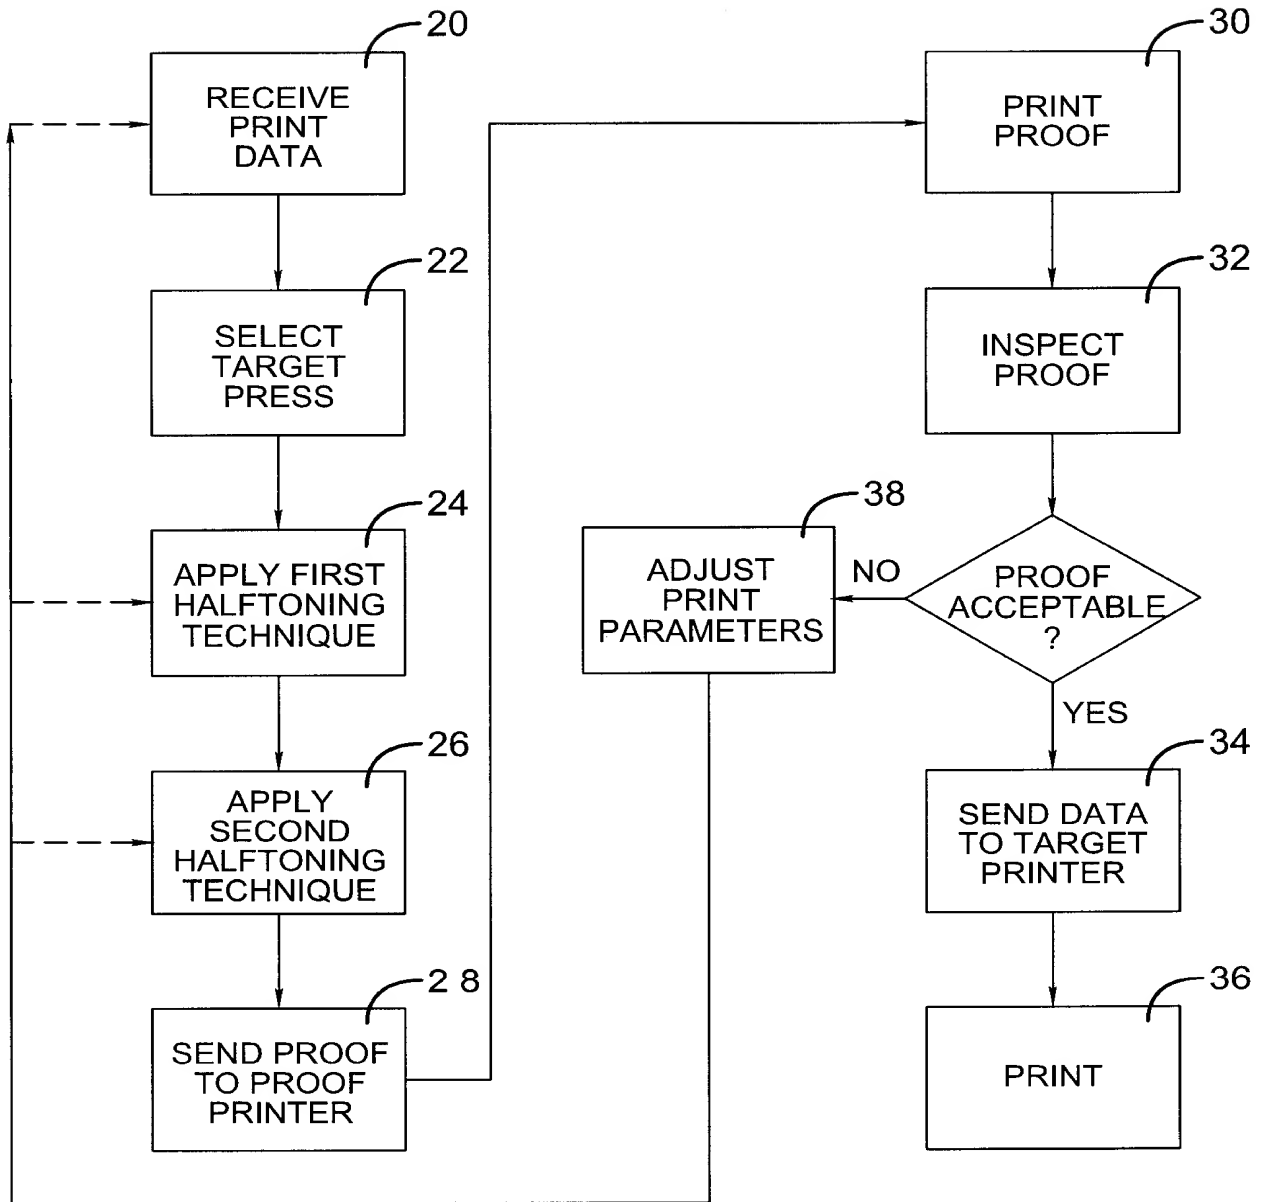 20
RECEIVE
PRINT
DATA
22
SELECT
TARGET
PRESS
24
APPLY FIRST
HALFTONING
TECHNIQUE
26
APPLY
SECOND
HALFTONING
TECHNIQUE
2 8
SEND PROOF
TO PROOF
PRINTER
30
PRINT
PROOF
32
INSPECT
PROOF
PROOF
ACCEPTABLE
?
NO
38
ADJUST
PRINT
PARAMETERS
YES
34
SEND DATA
TO TARGET
PRINTER
36
PRINT